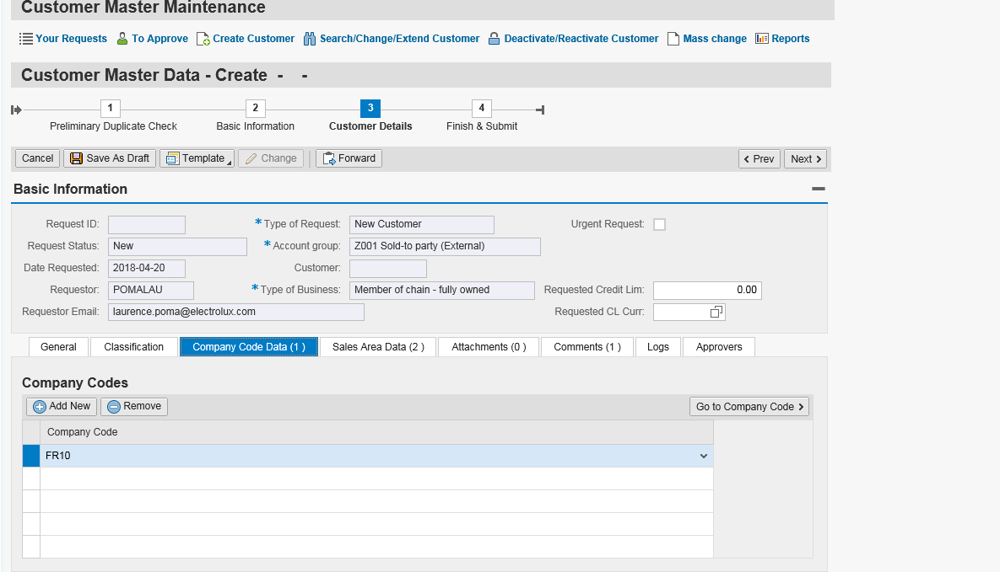 Customer Master Maintenance
Your Requests To Approve Create Customer Search/Change/Extend Customer Deactivate/Reactivate Customer Mass change Reports
Customer Master Data - Create - -
1 2 3 4
Preliminary Duplicate Check Basic Information Customer Details Finish & Submit
Cancel Save As Draft Template Change Forward Prev Next
Basic Information
Request ID: * Type of Request: New Customer Urgent Request:
Request Status: New * Account group: Z001 Sold-to party (External)
Date Requested: 2018-04-20 Customer:
Requestor: POMALAU * Type of Business: Member of chain - fully owned Requested Credit Lim: 0.00
Requestor Email: laurence.poma@electrolux.com Requested CL Curr:
General Classification Company Code Data (1 ) Sales Area Data (2 ) Attachments (0 ) Comments (1 ) Logs Approvers
Company Codes
Add New Remove Go to Company Code
Company Code
FR10